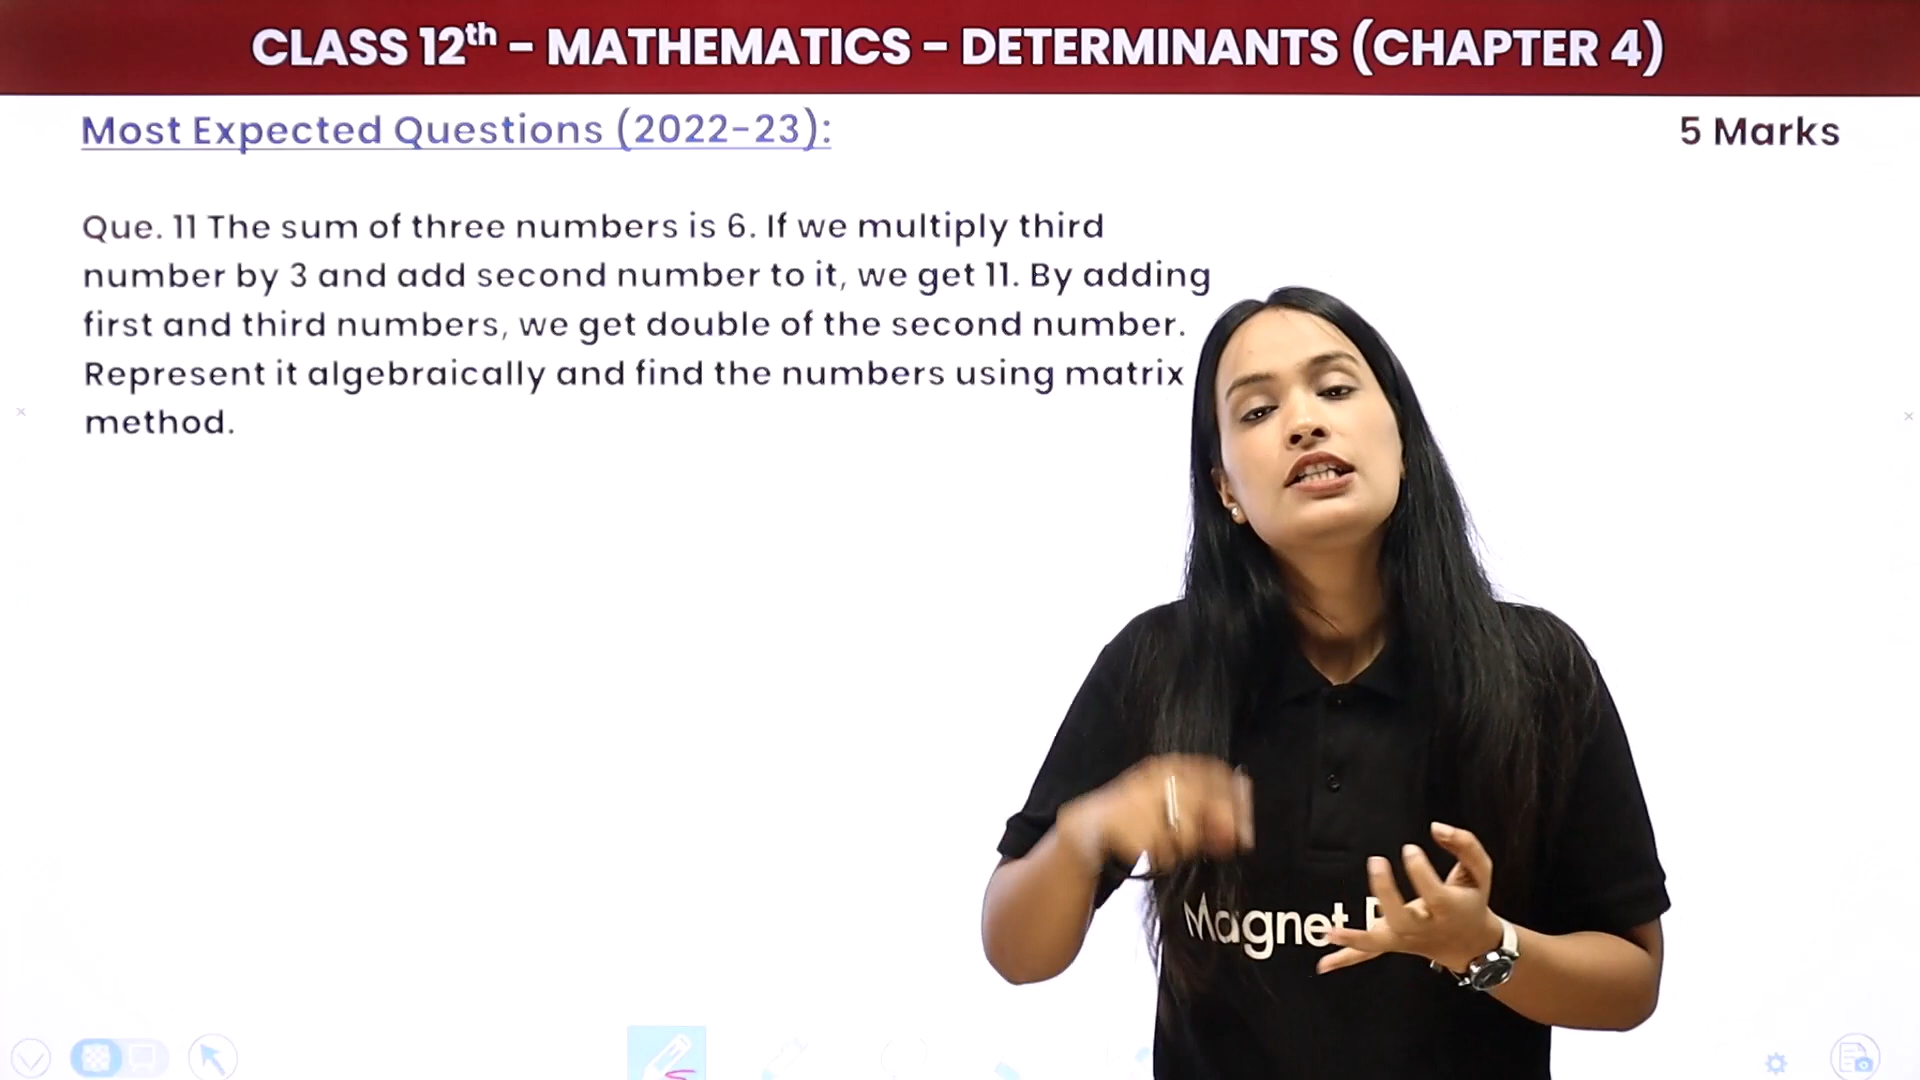 CLASS 12th – MATHEMATICS – DETERMINANTS (CHAPTER 4)
Most Expected Questions (2022-23):
5 Marks
Que. 11 The sum of three numbers is 6. If we multiply third
number by 3 and add second number to it, we get 11. By adding
first and third numbers, we get double of the second number.
Represent it algebraically and find the numbers using matrix
method.
Magnet